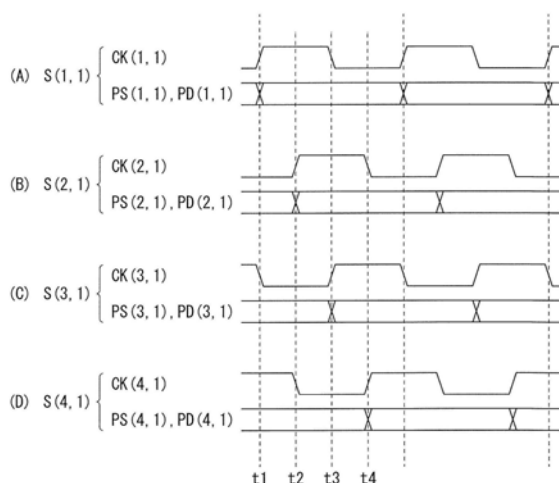 (A) S(1,1) CK(1,1)
PS(1,1),PD(1,1)
(B) S(2,1) CK(2,1)
PS(2,1),PD(2,1)
(C) S(3,1) CK(3,1)
PS(3,1),PD(3,1)
(D) S(4,1) CK(4,1)
PS(4,1),PD(4,1)
t1 t2 t3 t4